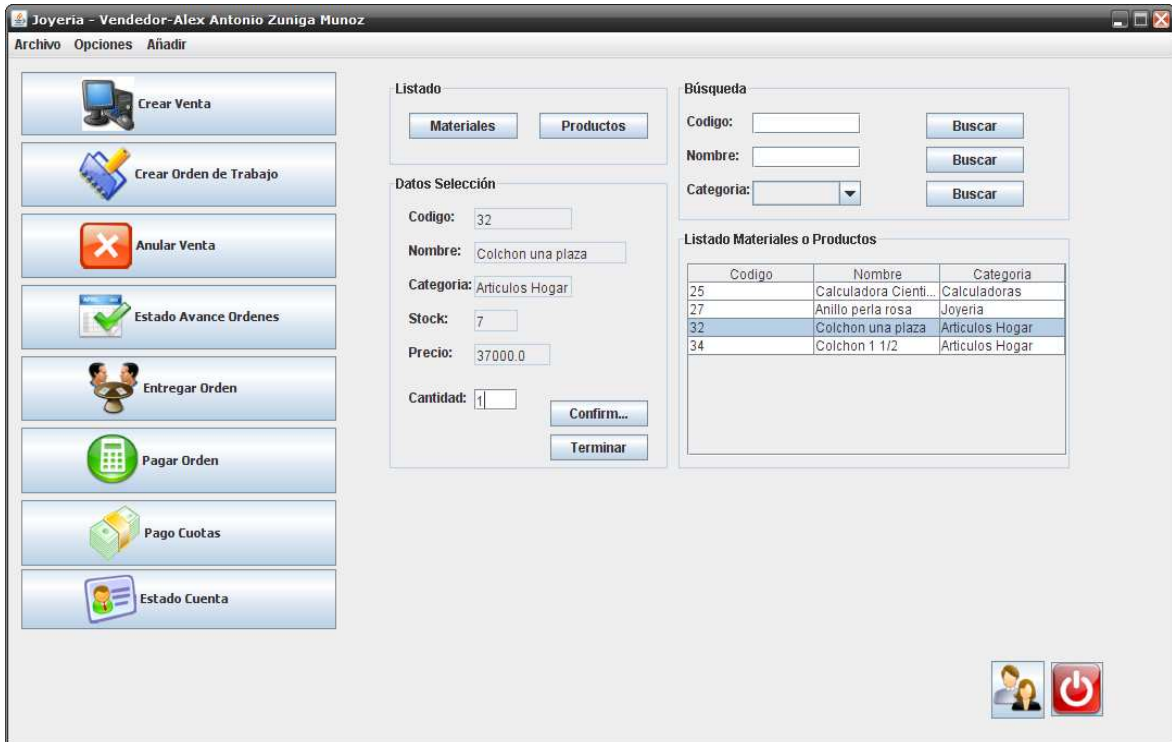 Joyeria - Vendedor-Alex Antonio Zuniga Munoz
Archivo Opciones Añadir
Crear Venta
Crear Orden de Trabajo
Anular Venta
Estado Avance Ordenes
Entregar Orden
Pagar Orden
Pago Cuotas
Estado Cuenta
Listado
Materiales Productos
Datos Selección
Codigo: 32
Nombre: Colchon una plaza
Categoria: Articulos Hogar
Stock: 7
Precio: 37000.0
Cantidad: 1
Confirm...
Terminar
Búsqueda
Codigo: Buscar
Nombre: Buscar
Categoria: Buscar
Listado Materiales o Productos
Codigo Nombre Categoria
25 Calculadora Cienti... Calculadoras
27 Anillo perla rosa Joyeria
32 Colchon una plaza Articulos Hogar
34 Colchon 1 1/2 Articulos Hogar